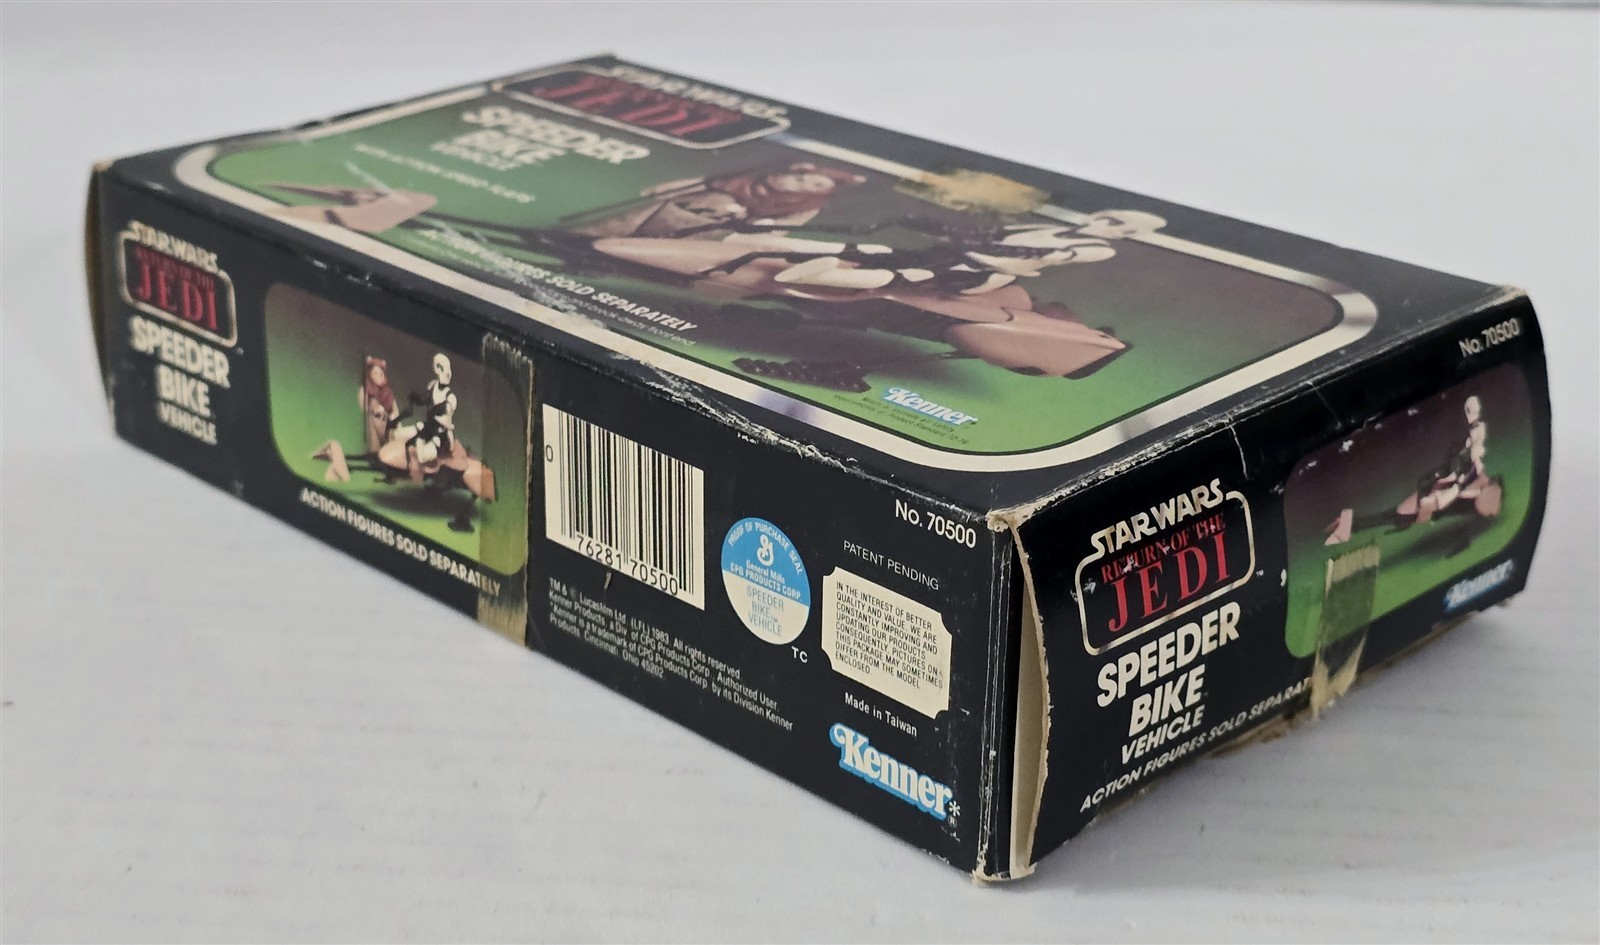 STAR WARS
JEDI
SPEEDER
BIKE
VEHICLE
ACTION FIGURES SOLD SEPARATELY
Kenner
STAR WARS
RETURN OF THE
JEDI
SPEEDER
BIKE
VEHICLE
ACTION FIGURES SOLD SEPARATELY
0
76281 70500
TM & © Lucasfilm Ltd. (LFL) 1983. All rights reserved.
Kenner Products, a Div. of CPG Products Corp., Authorized User.
*Kenner is a trademark of CPG Products Corp. by its Division Kenner
Products, Cincinnati, Ohio 45202
PROOF OF PURCHASE SEAL
General Mills
CPG PRODUCTS CORP
SPEEDER
BIKE
VEHICLE
TC
No. 70500
PATENT PENDING
IN THE INTEREST OF BETTER
QUALITY AND VALUE, WE ARE
CONSTANTLY IMPROVING AND
UPDATING OUR PRODUCTS AND
CONSEQUENTLY, PICTURES ON
THIS PACKAGE MAY SOMETIMES
DIFFER FROM THE MODEL
ENCLOSED
Made in Taiwan
Kenner*®
No. 70500
STAR WARS
RETURN OF THE
JEDI
SPEEDER
BIKE
VEHICLE
ACTION FIGURES SOLD SEPARAT
Kenner